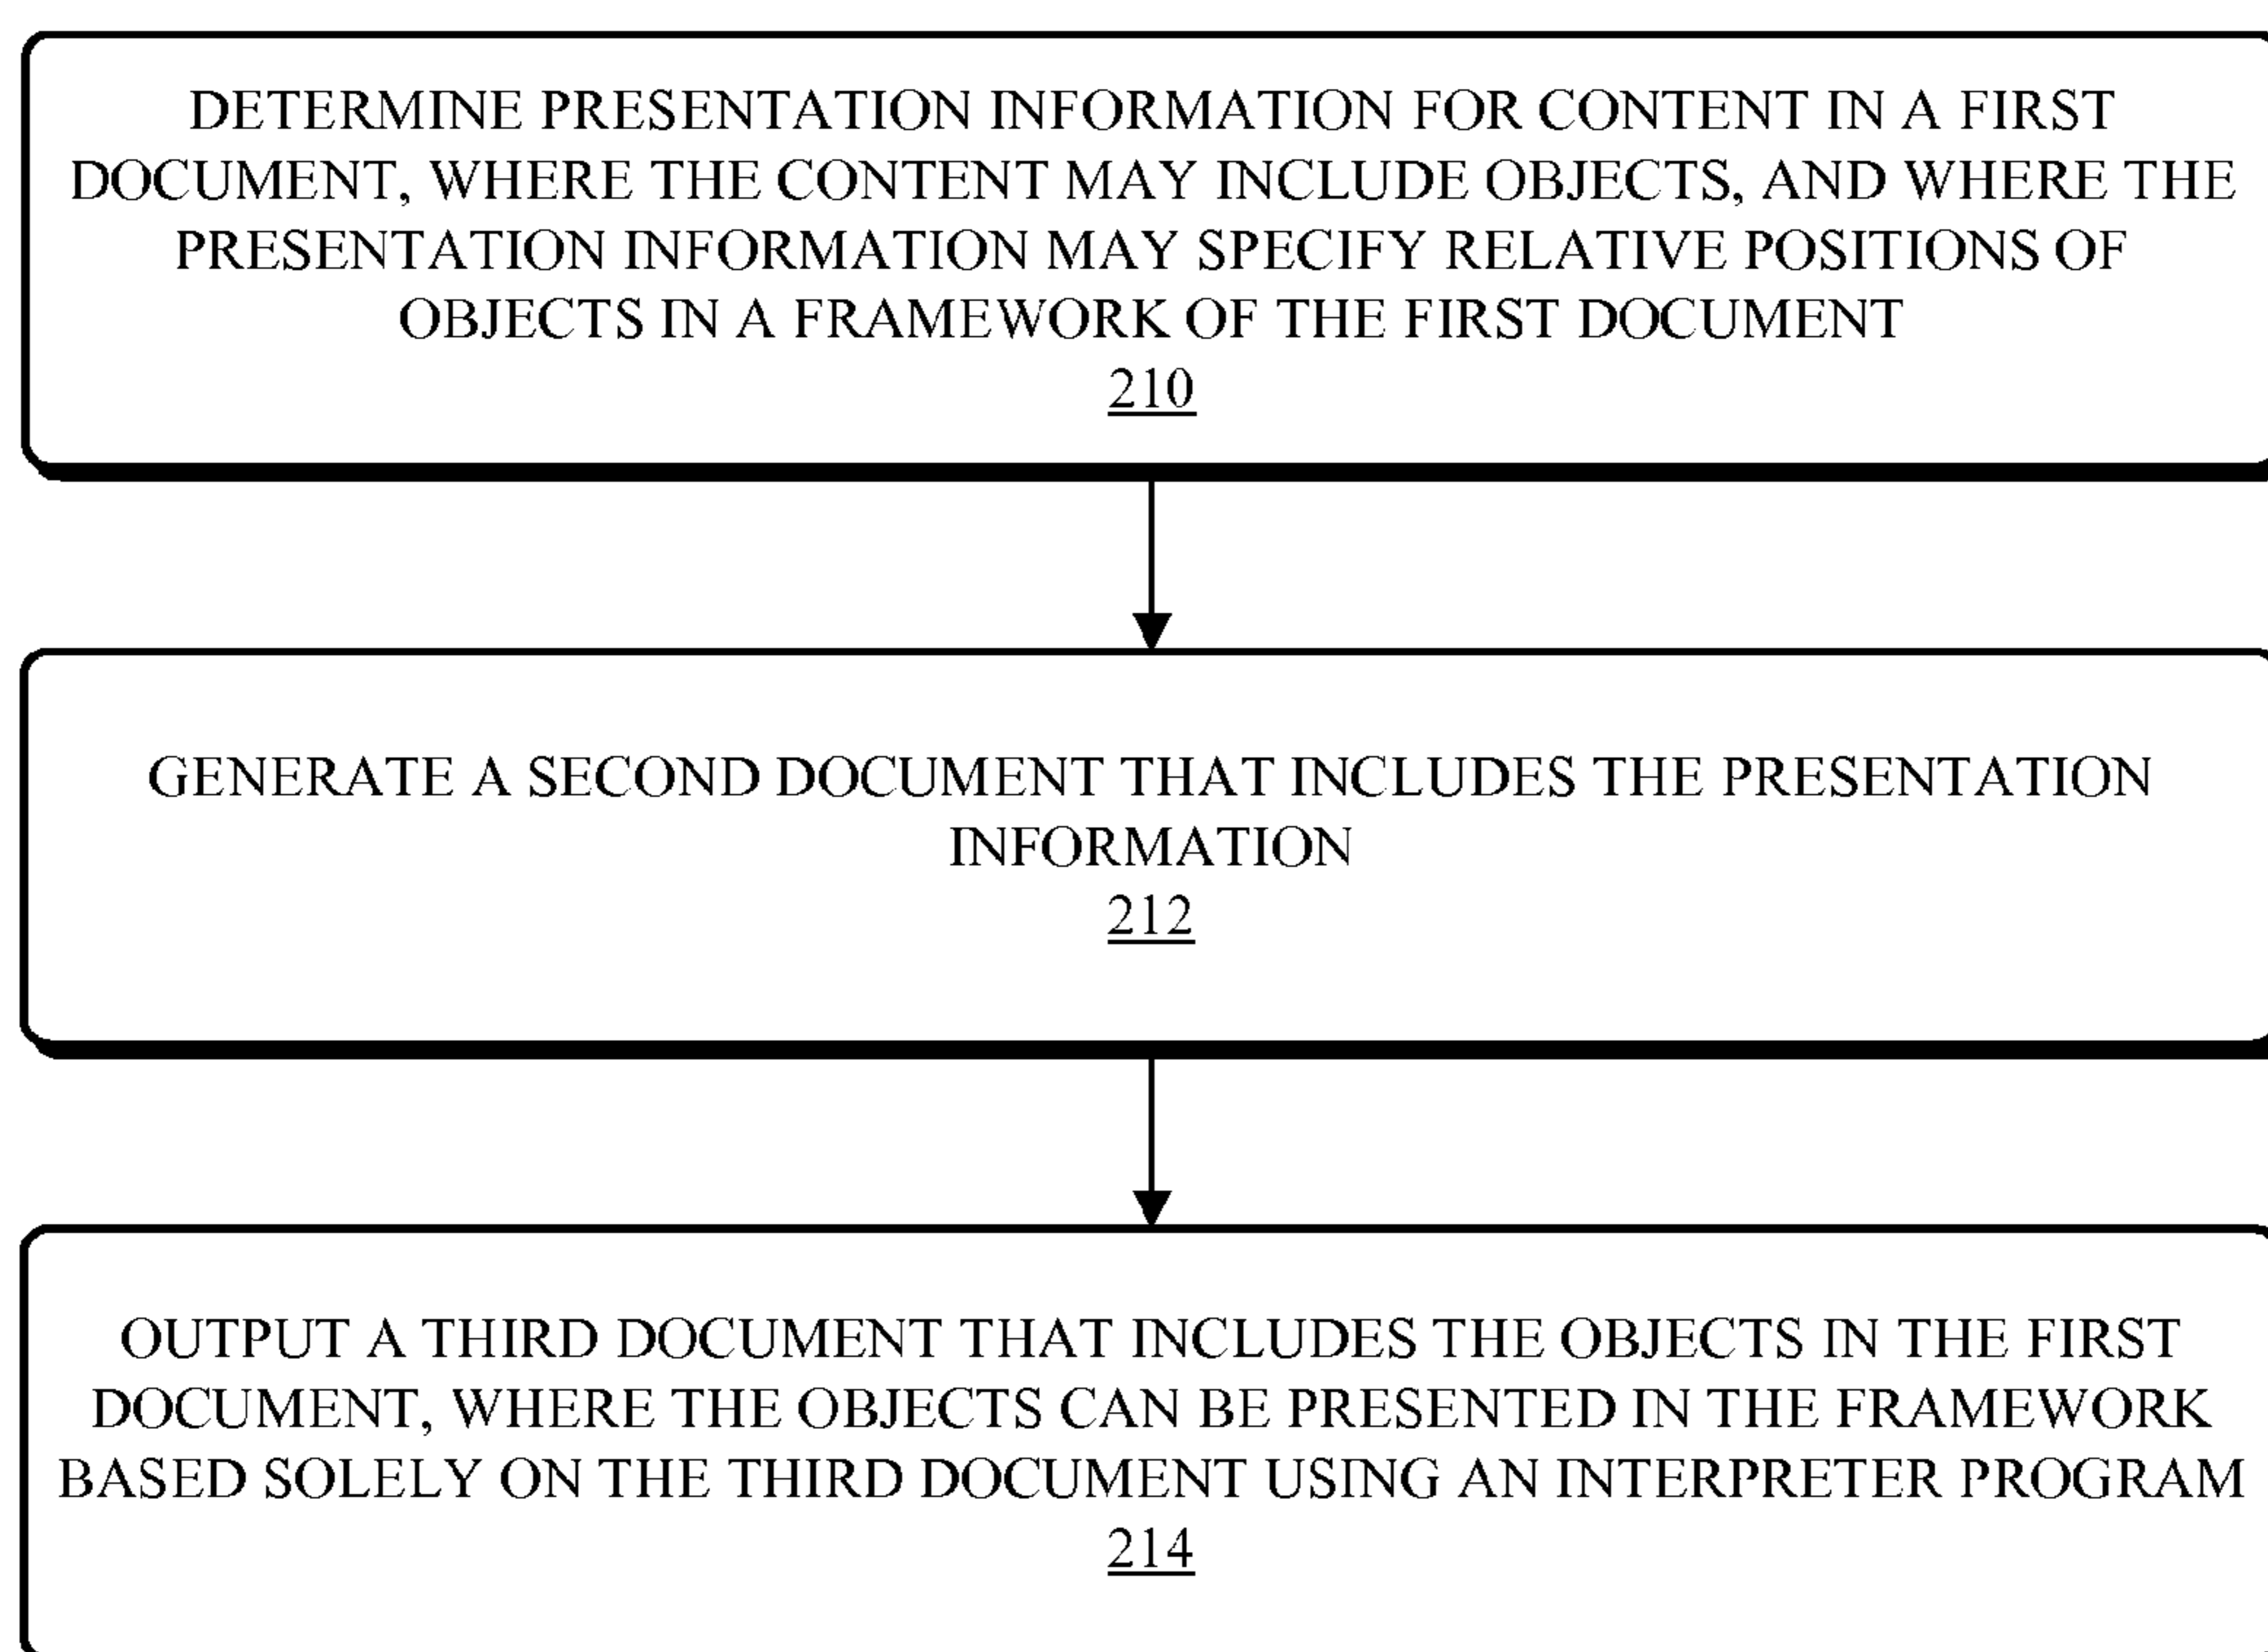 DETERMINE PRESENTATION INFORMATION FOR CONTENT IN A FIRST
DOCUMENT, WHERE THE CONTENT MAY INCLUDE OBJECTS, AND WHERE THE
PRESENTATION INFORMATION MAY SPECIFY RELATIVE POSITIONS OF
OBJECTS IN A FRAMEWORK OF THE FIRST DOCUMENT
210
GENERATE A SECOND DOCUMENT THAT INCLUDES THE PRESENTATION
INFORMATION
212
OUTPUT A THIRD DOCUMENT THAT INCLUDES THE OBJECTS IN THE FIRST
DOCUMENT, WHERE THE OBJECTS CAN BE PRESENTED IN THE FRAMEWORK
BASED SOLELY ON THE THIRD DOCUMENT USING AN INTERPRETER PROGRAM
214